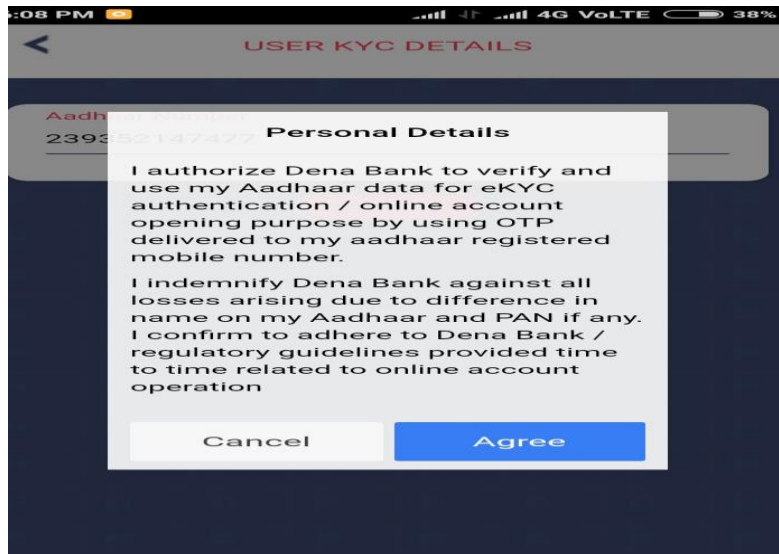 :08 PM
4G VoLTE 38%
USER KYC DETAILS
Aadhaar Number
239352147477
Personal Details
I authorize Dena Bank to verify and
use my Aadhaar data for eKYC
authentication / online account
opening purpose by using OTP
delivered to my aadhaar registered
mobile number.
I indemnify Dena Bank against all
losses arising due to difference in
name on my Aadhaar and PAN if any.
I confirm to adhere to Dena Bank /
regulatory guidelines provided time
to time related to online account
operation
Cancel Agree